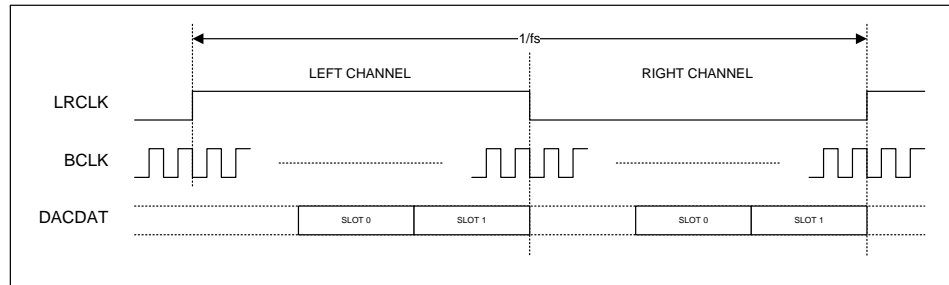 1/fs
LEFT CHANNEL RIGHT CHANNEL
LRCLK
BCLK
DACDAT SLOT 0 SLOT 1 SLOT 0 SLOT 1